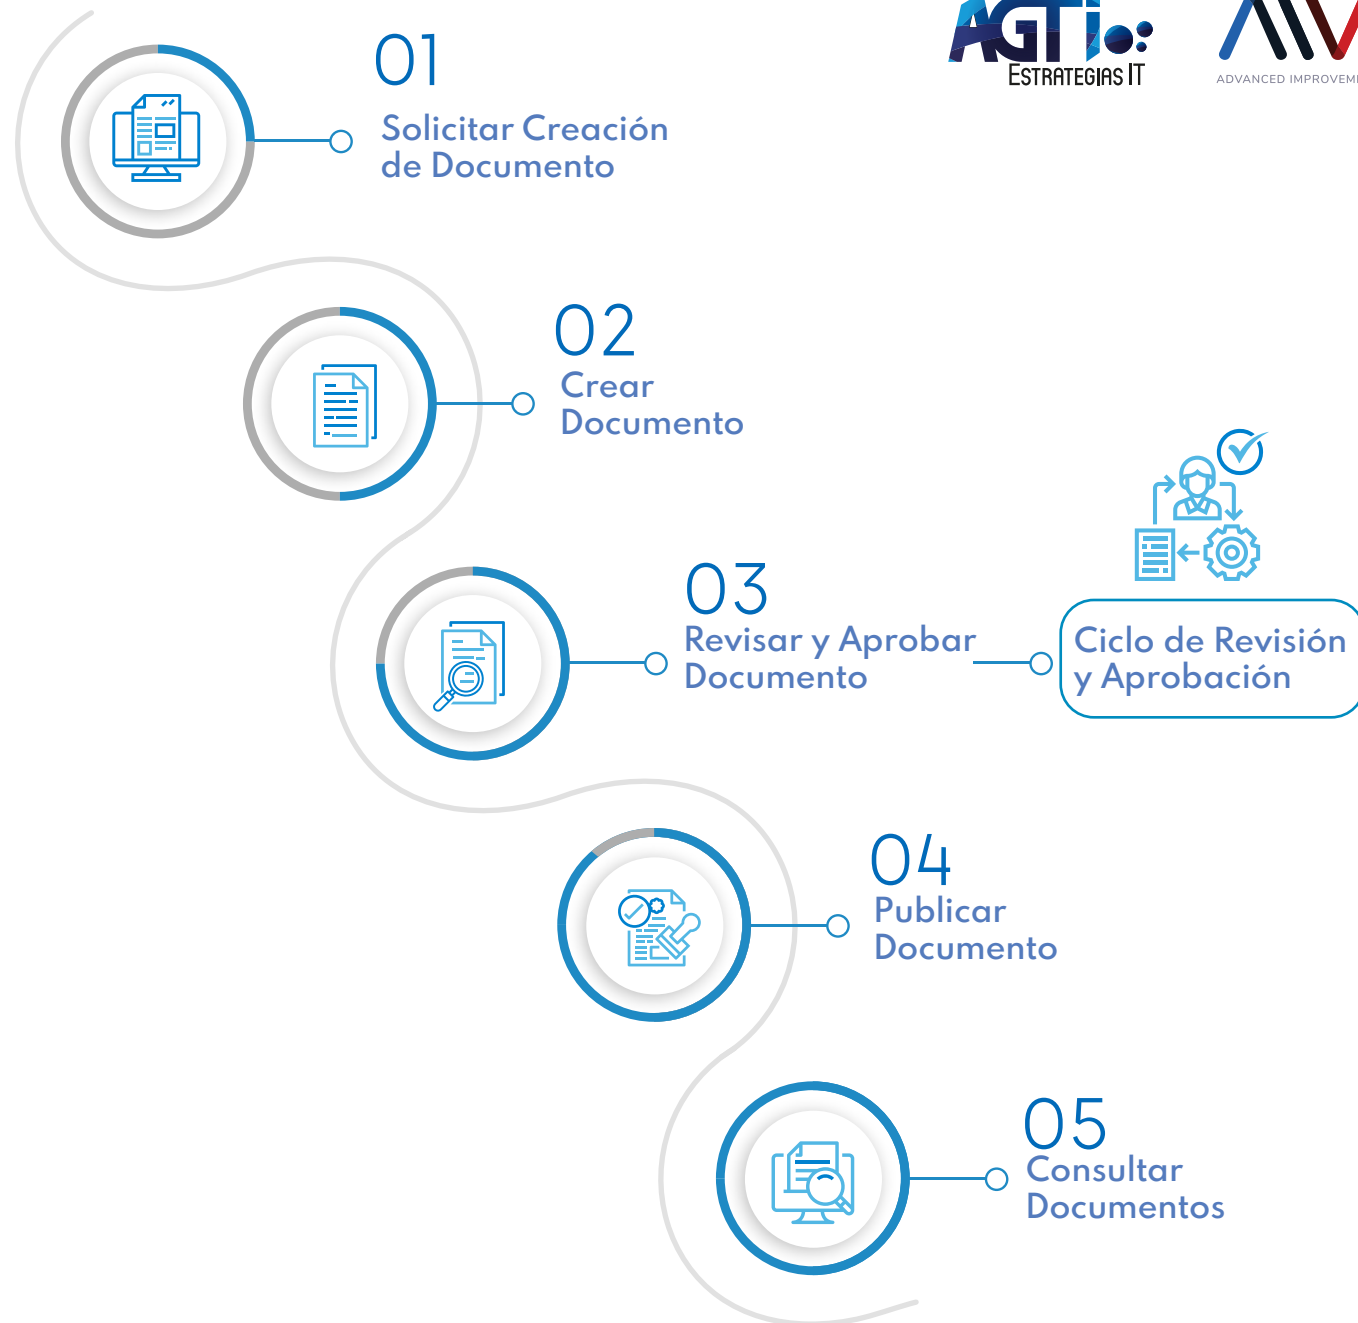 AGTi
ESTRATEGIAS IT
ADVANCED
01
Solicitar Creación
de Documento
02
Crear
Documento
03
Revisar y Aprobar
Documento
Ciclo de Revisión
y Aprobación
04
Publicar
Documento
05
Consultar
Documentos